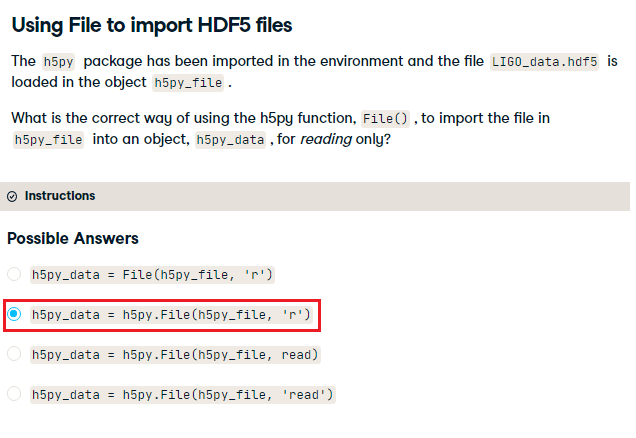 Using File to import HDF5 files
The h5py package has been imported in the environment and the file LIGO_data.hdf5 is
loaded in the object h5py_file .
What is the correct way of using the h5py function, File() , to import the file in
h5py_file into an object, h5py_data , for reading only?
Instructions
Possible Answers
h5py_data = File(h5py_file, 'r')
h5py_data = h5py.File(h5py_file, 'r')
h5py_data = h5py.File(h5py_file, read)
h5py_data = h5py.File(h5py_file, 'read')